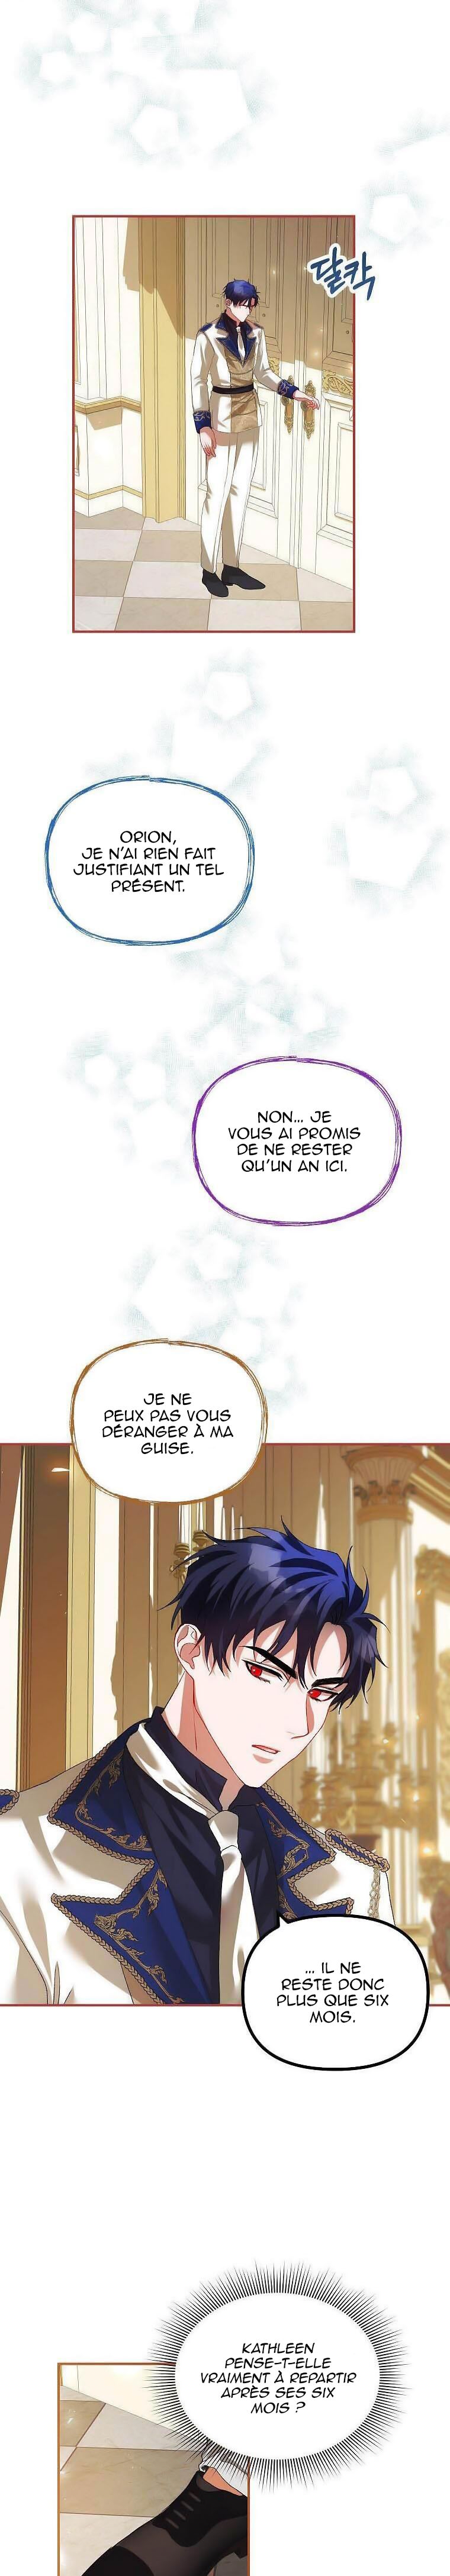 달칵
ORION,
JE N'AI RIEN FAIT
JUSTIFIANT UN TEL
PRÉSENT.
NON... JE
VOUS AI PROMIS
DE NE RESTER
QU'UN AN ICI.
JE NE
PEUX PAS VOUS
DÉRANGER À MA
GUISE.
... IL NE
RESTE DONC
PLUS QUE SIX
MOIS.
KATHLEEN
PENSE-T-ELLE
VRAIMENT À REPARTIR
APRÈS SES SIX
MOIS ?